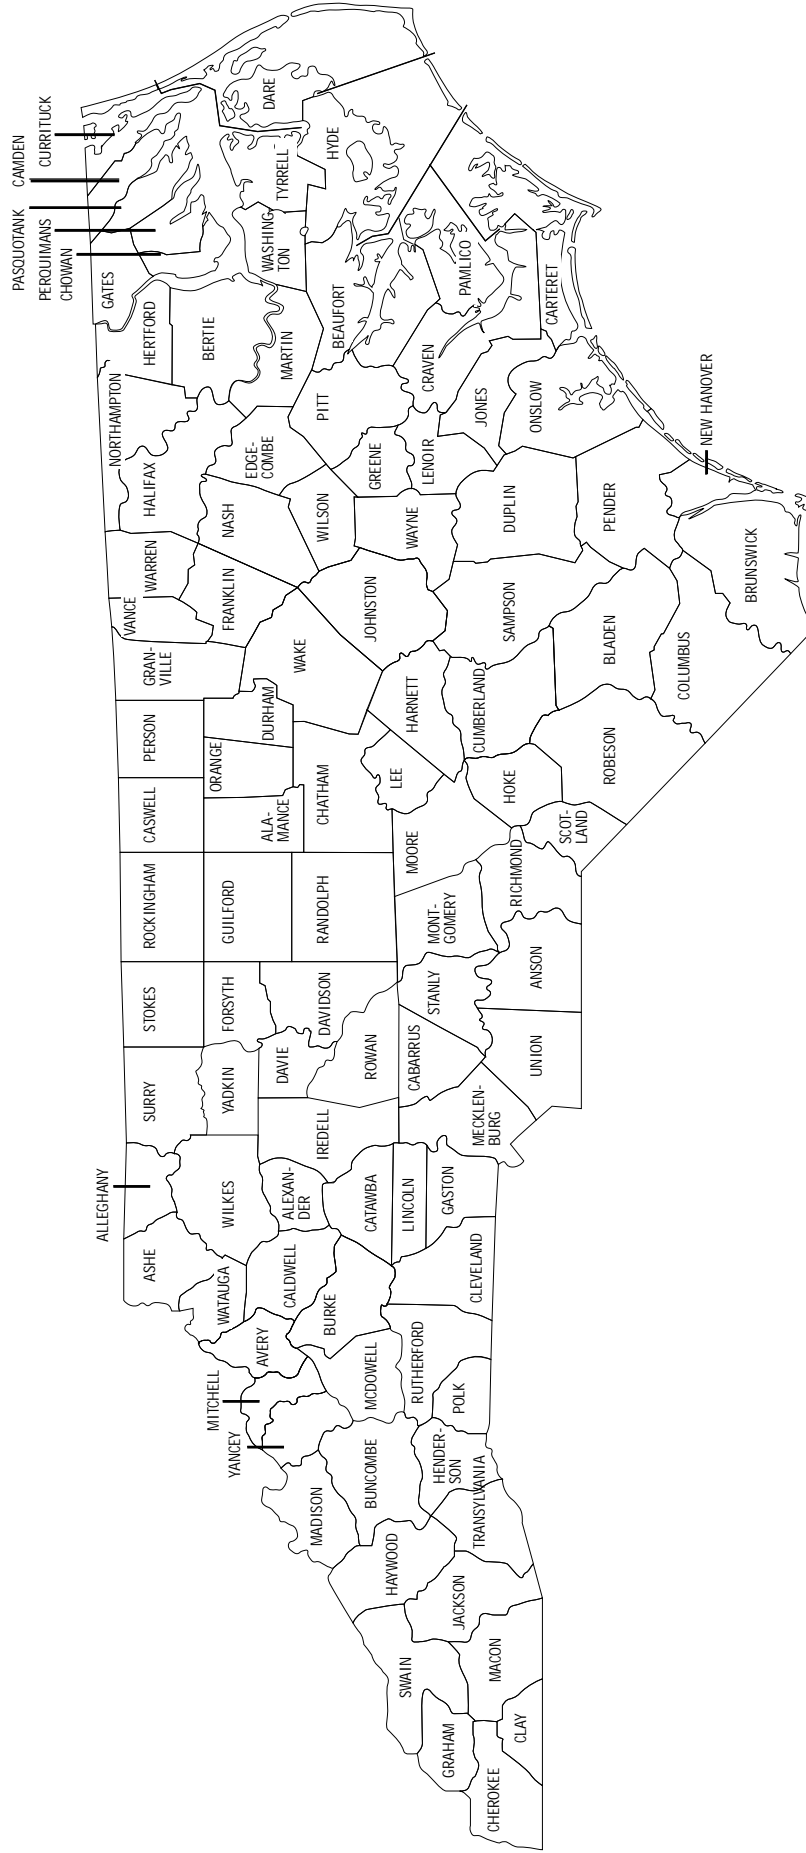 CHEROKEE
GRAHAM
CLAY
SWAIN
MACON
JACKSON
HAYWOOD
TRANSYLVANIA
MADISON
BUNCOMBE
HENDER-
SON
YANCEY
MITCHELL
MCDOWELL
POLK
RUTHERFORD
AVERY
BURKE
CLEVELAND
WATAUGA
CALDWELL
ASHE
ALLEGHANY
WILKES
ALEXAN-
DER
CATAWBA
LINCOLN
GASTON
SURRY
YADKIN
IREDELL
DAVIE
ROWAN
MECKLEN-
BURG
CABARRUS
UNION
STOKES
FORSYTH
DAVIDSON
STANLY
ANSON
ROCKINGHAM
GUILFORD
RANDOLPH
MONT-
GOMERY
RICHMOND
CASWELL
ALA-
MANCE
CHATHAM
MOORE
SCOT-
LAND
PERSON
ORANGE
DURHAM
LEE
HOKE
ROBESON
GRAN-
VILLE
WAKE
HARNETT
CUMBERLAND
BLADEN
COLUMBUS
VANCE
WARREN
FRANKLIN
JOHNSTON
SAMPSON
BRUNSWICK
NORTHAMPTON
HALIFAX
NASH
EDGE-
COMBE
WILSON
WAYNE
GREENE
LENOIR
DUPLIN
PENDER
NEW HANOVER
HERTFORD
BERTIE
MARTIN
PITT
CRAVEN
JONES
ONSLOW
GATES
CHOWAN
PERQUIMANS
PASQUOTANK
CAMDEN
CURRITUCK
WASHING
TON
TYRRELL
DARE
HYDE
BEAUFORT
PAMLICO
CARTERET